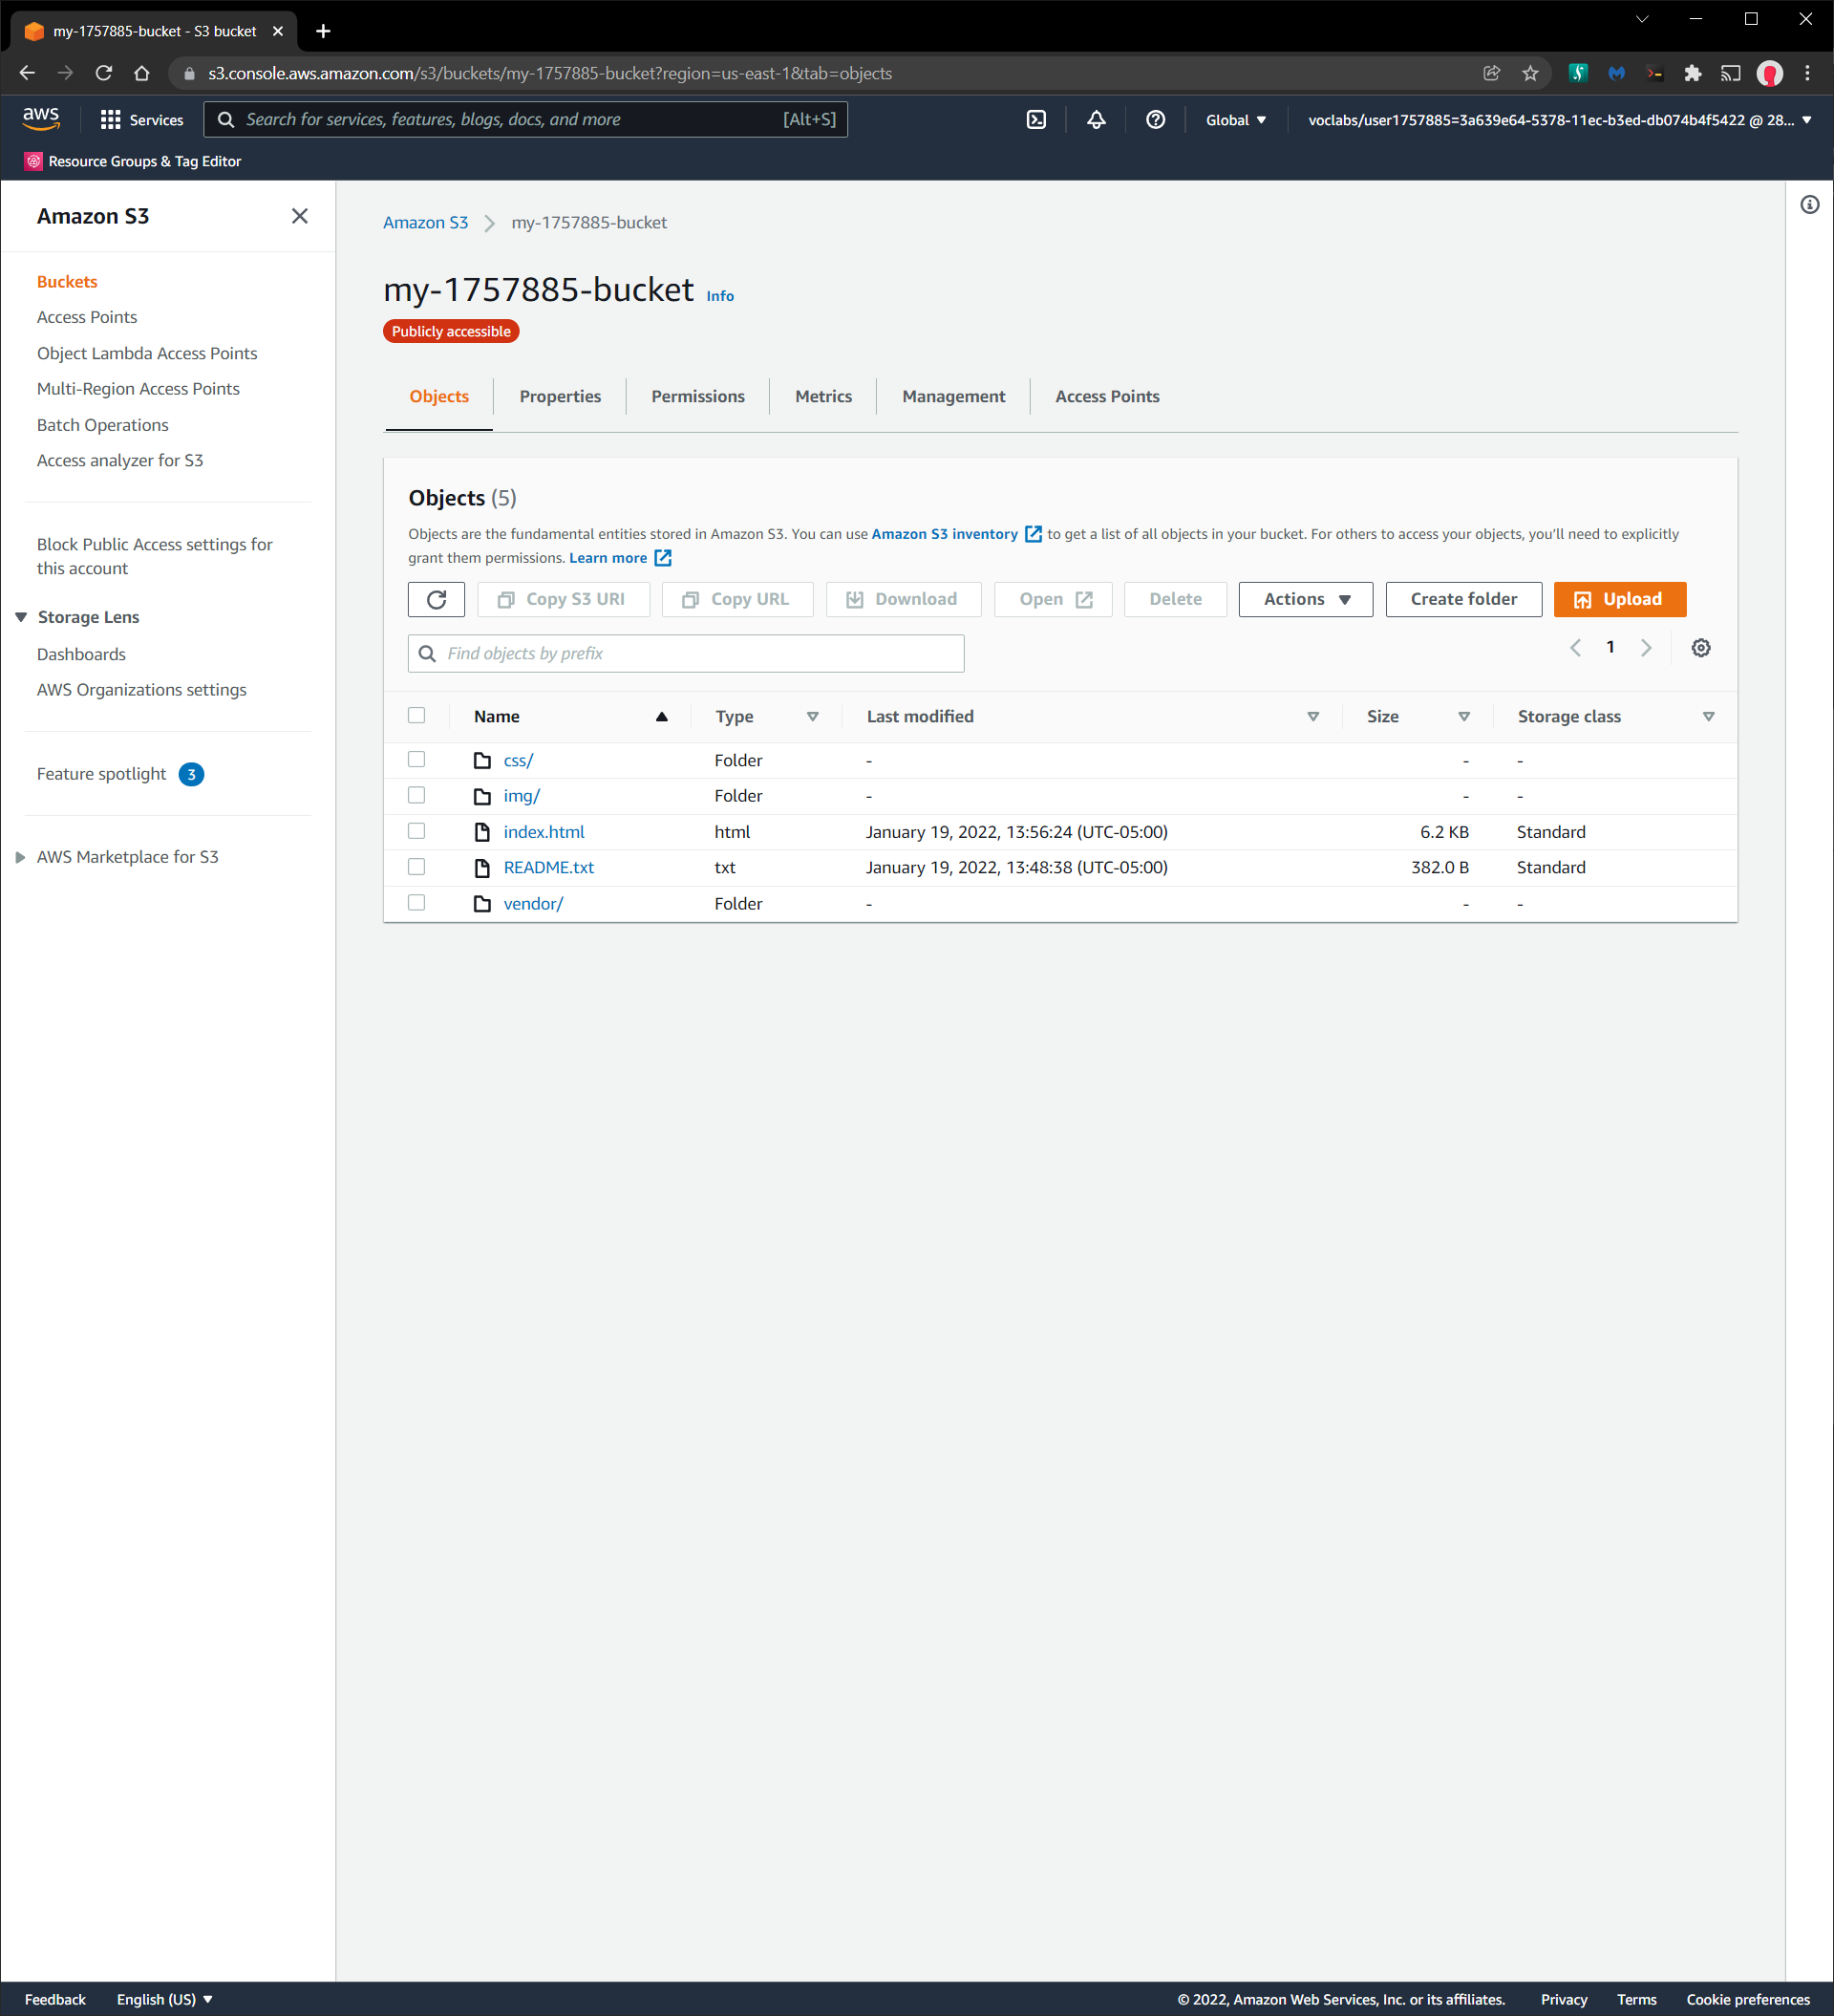 my-1757885-bucket - S3 bucket
s3.console.aws.amazon.com/s3/buckets/my-1757885-bucket?region=us-east-1&tab=objects
aws Services Search for services, features, blogs, docs, and more [Alt+S] Global voclabs/user1757885=3a639e64-5378-11ec-b3ed-db074b4f5422 @ 28...
Resource Groups & Tag Editor
Amazon S3
Buckets
Access Points
Object Lambda Access Points
Multi-Region Access Points
Batch Operations
Access analyzer for S3
Block Public Access settings for
this account
Storage Lens
Dashboards
AWS Organizations settings
Feature spotlight 3
AWS Marketplace for S3
Amazon S3 my-1757885-bucket
my-1757885-bucket Info
Publicly accessible
Objects Properties Permissions Metrics Management Access Points
Objects (5)
Objects are the fundamental entities stored in Amazon S3. You can use Amazon S3 inventory to get a list of all objects in your bucket. For others to access your objects, you'll need to explicitly
grant them permissions. Learn more
Copy S3 URI Copy URL Download Open Delete Actions Create folder Upload
Find objects by prefix 1
Name Type Last modified Size Storage class
css/ Folder - - -
img/ Folder - - -
index.html html January 19, 2022, 13:56:24 (UTC-05:00) 6.2 KB Standard
README.txt txt January 19, 2022, 13:48:38 (UTC-05:00) 382.0 B Standard
vendor/ Folder - - -
Feedback English (US) © 2022, Amazon Web Services, Inc. or its affiliates. Privacy Terms Cookie preferences